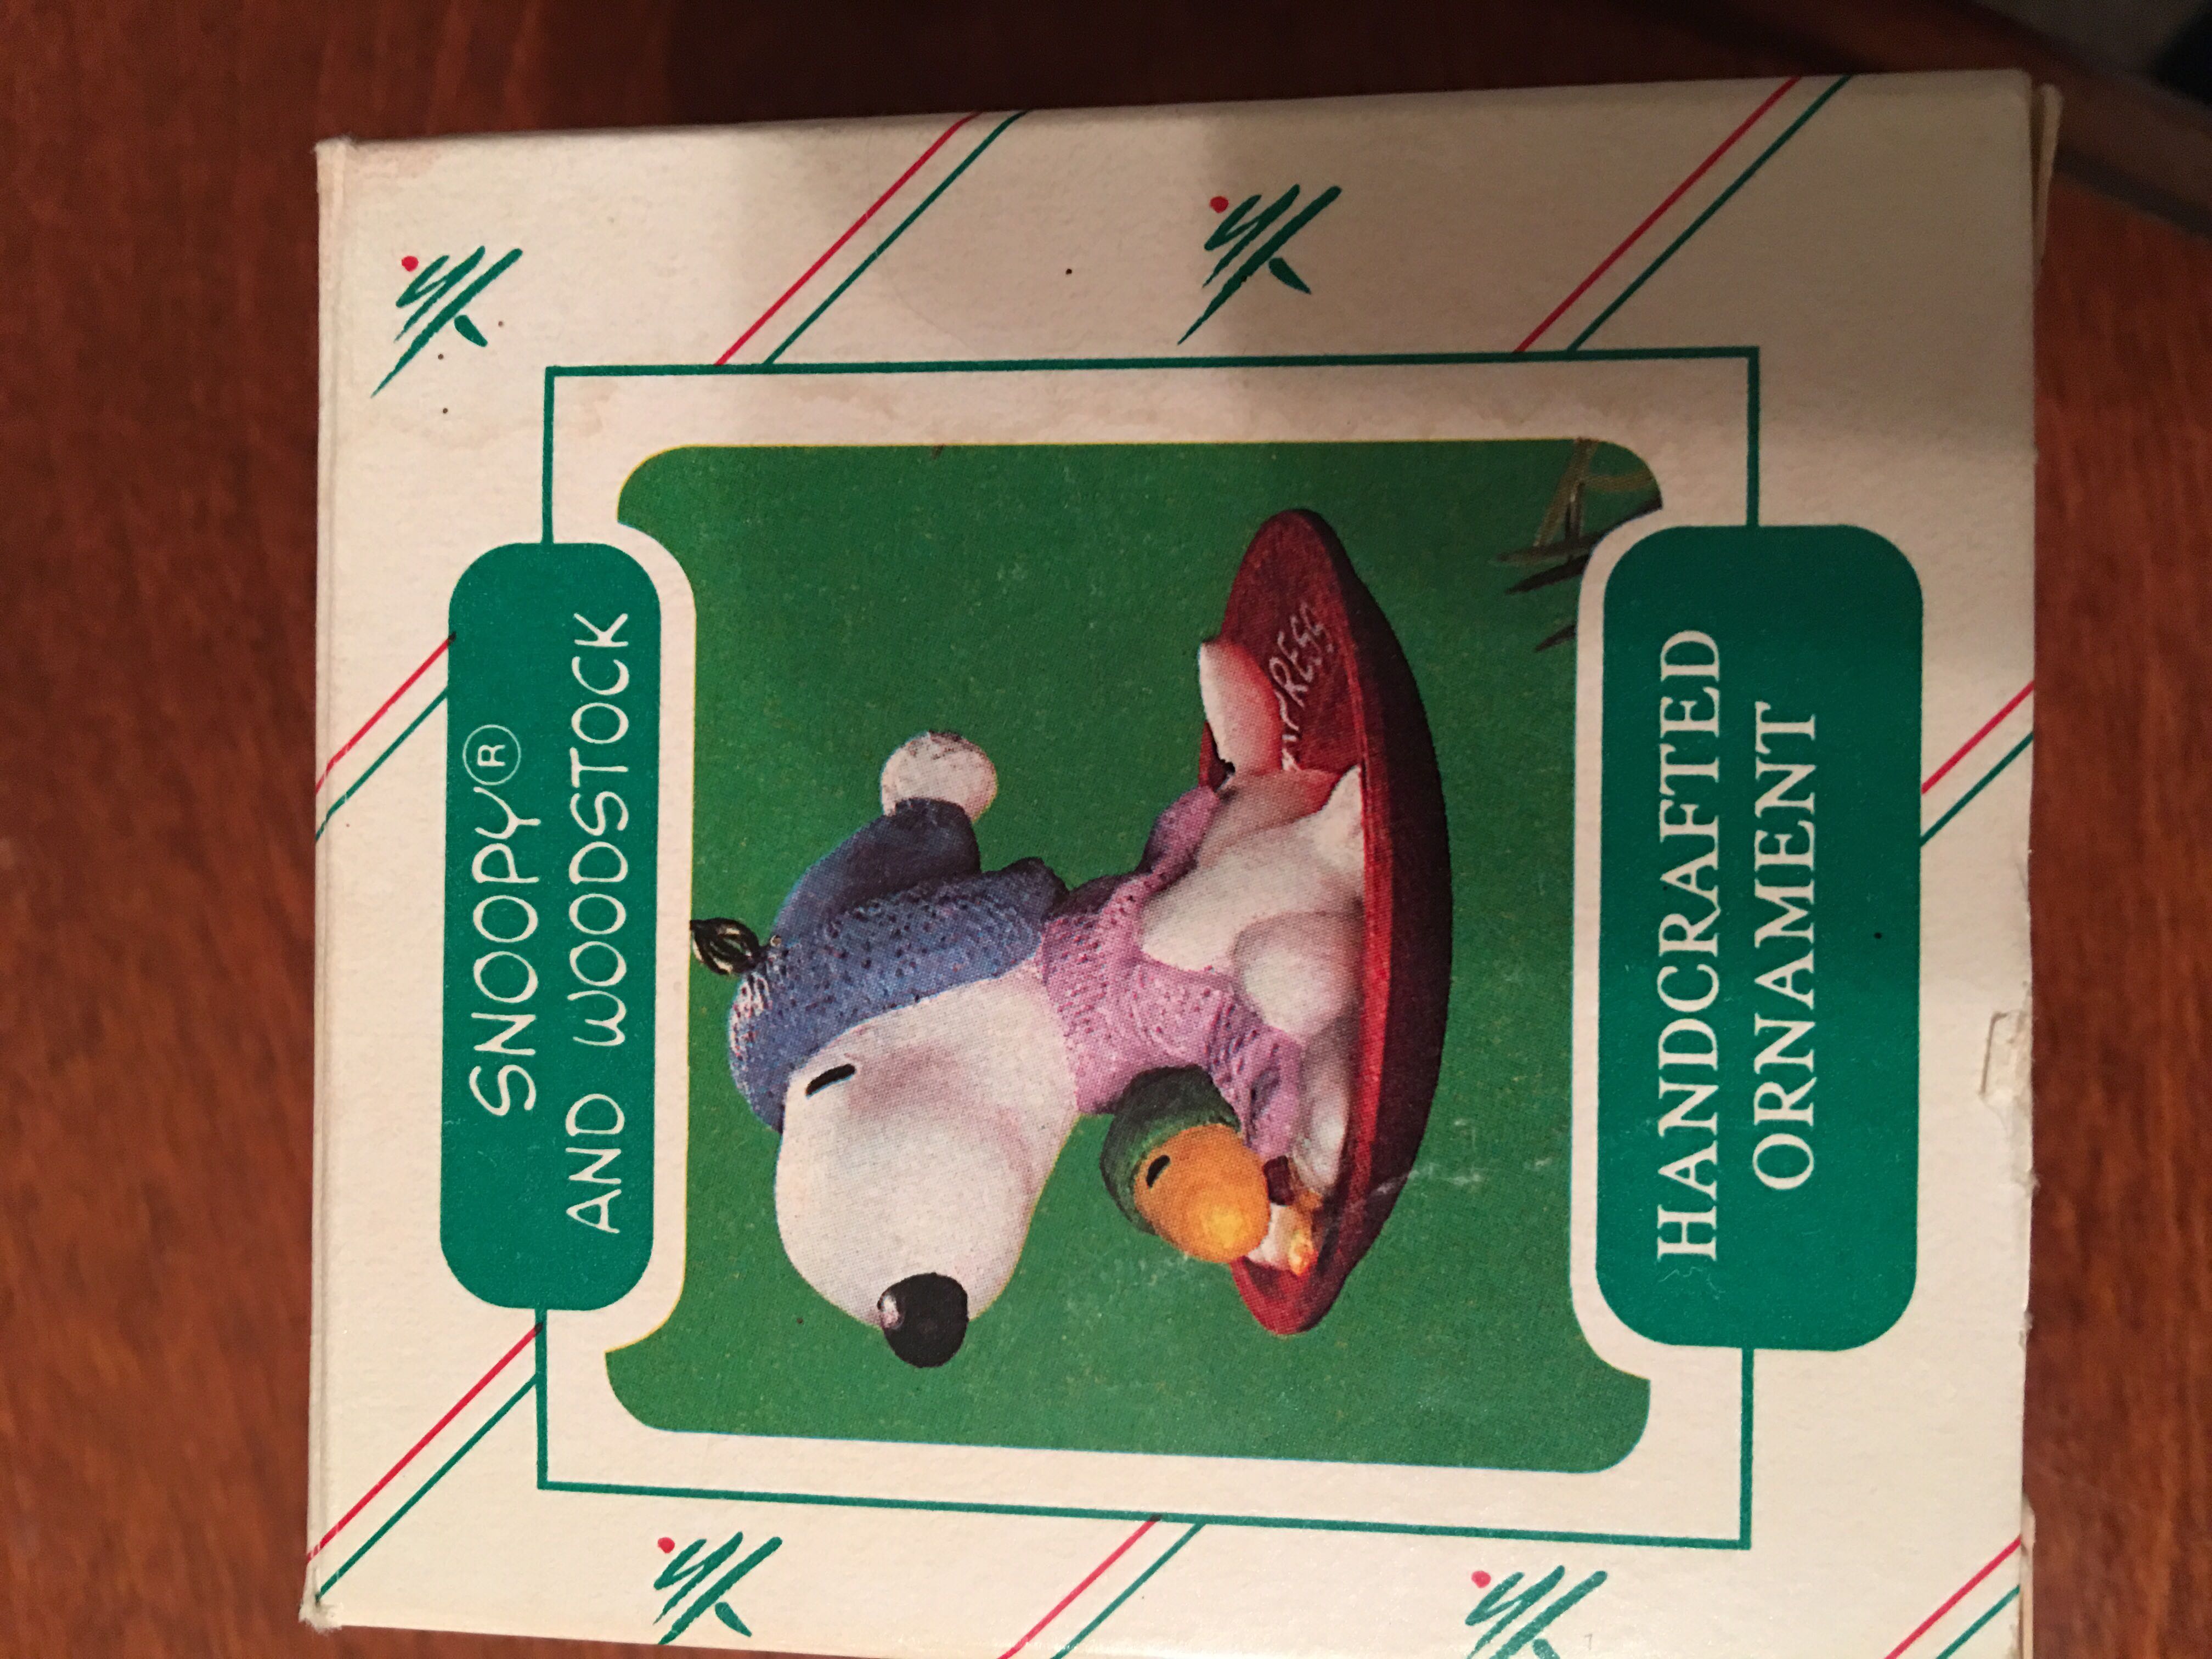 SNOOPY®
AND WOODSTOCK
HANDCRAFTED
ORNAMENT